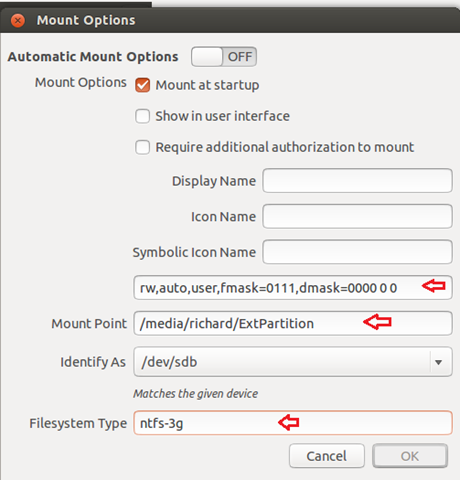 Mount Options
Automatic Mount Options OFF
Mount Options Mount at startup
Show in user interface
Require additional authorization to mount
Display Name
Icon Name
Symbolic Icon Name
rw,auto,user,fmask=0111,dmask=0000 0 0
Mount Point /media/richard/ExtPartition
Identify As /dev/sdb
Matches the given device
Filesystem Type ntfs-3g
Cancel OK